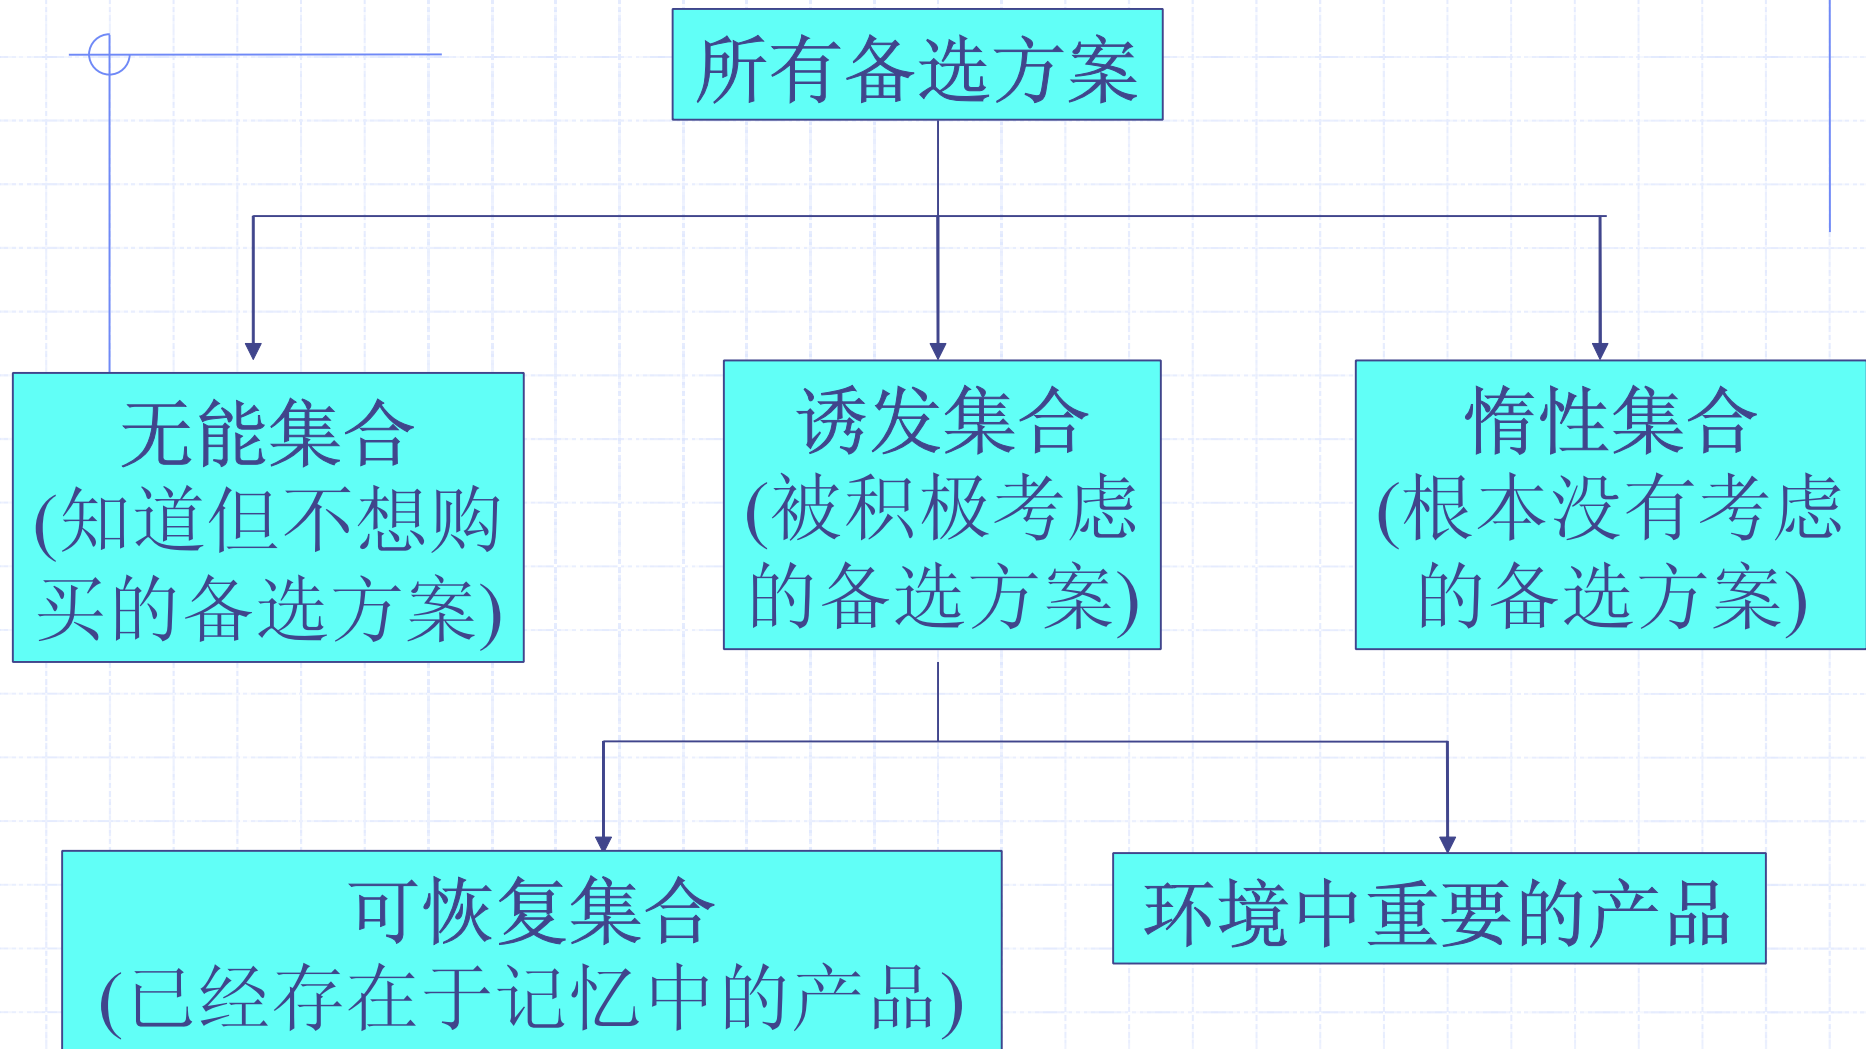 所有备选方案
无能集合
(知道但不想购
买的备选方案)
诱发集合
(被积极考虑
的备选方案)
惰性集合
(根本没有考虑
的备选方案)
可恢复集合
(已经存在于记忆中的产品)
环境中重要的产品